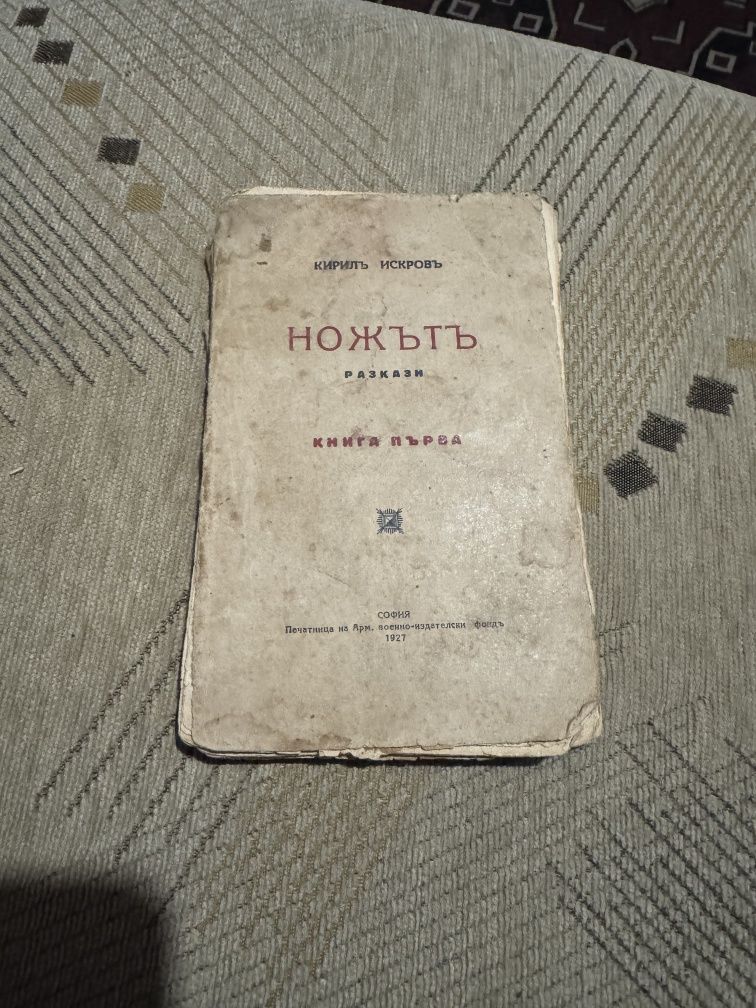 КИРИЛЪ ИСКРОВЪ
НОЖЪТЪ
РАЗКАЗИ
КНИГА ПЪРВА
СОФИЯ
Печатница на Арм. военно-издателски фондъ
1927